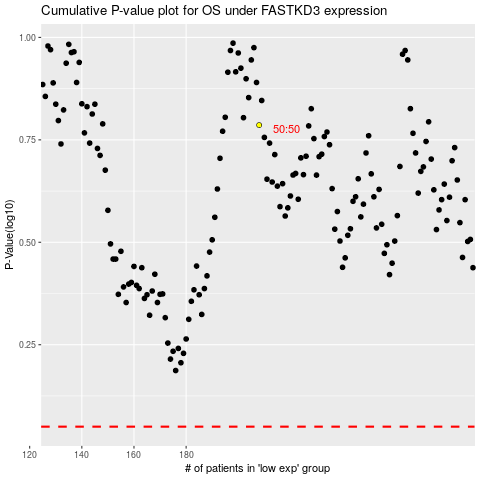 Cumulative P-value plot for OS under FASTKD3 expression
P-Value(log10)
1.00
0.75
0.50
0.25
50:50
120 140 160 180
# of patients in 'low exp' group